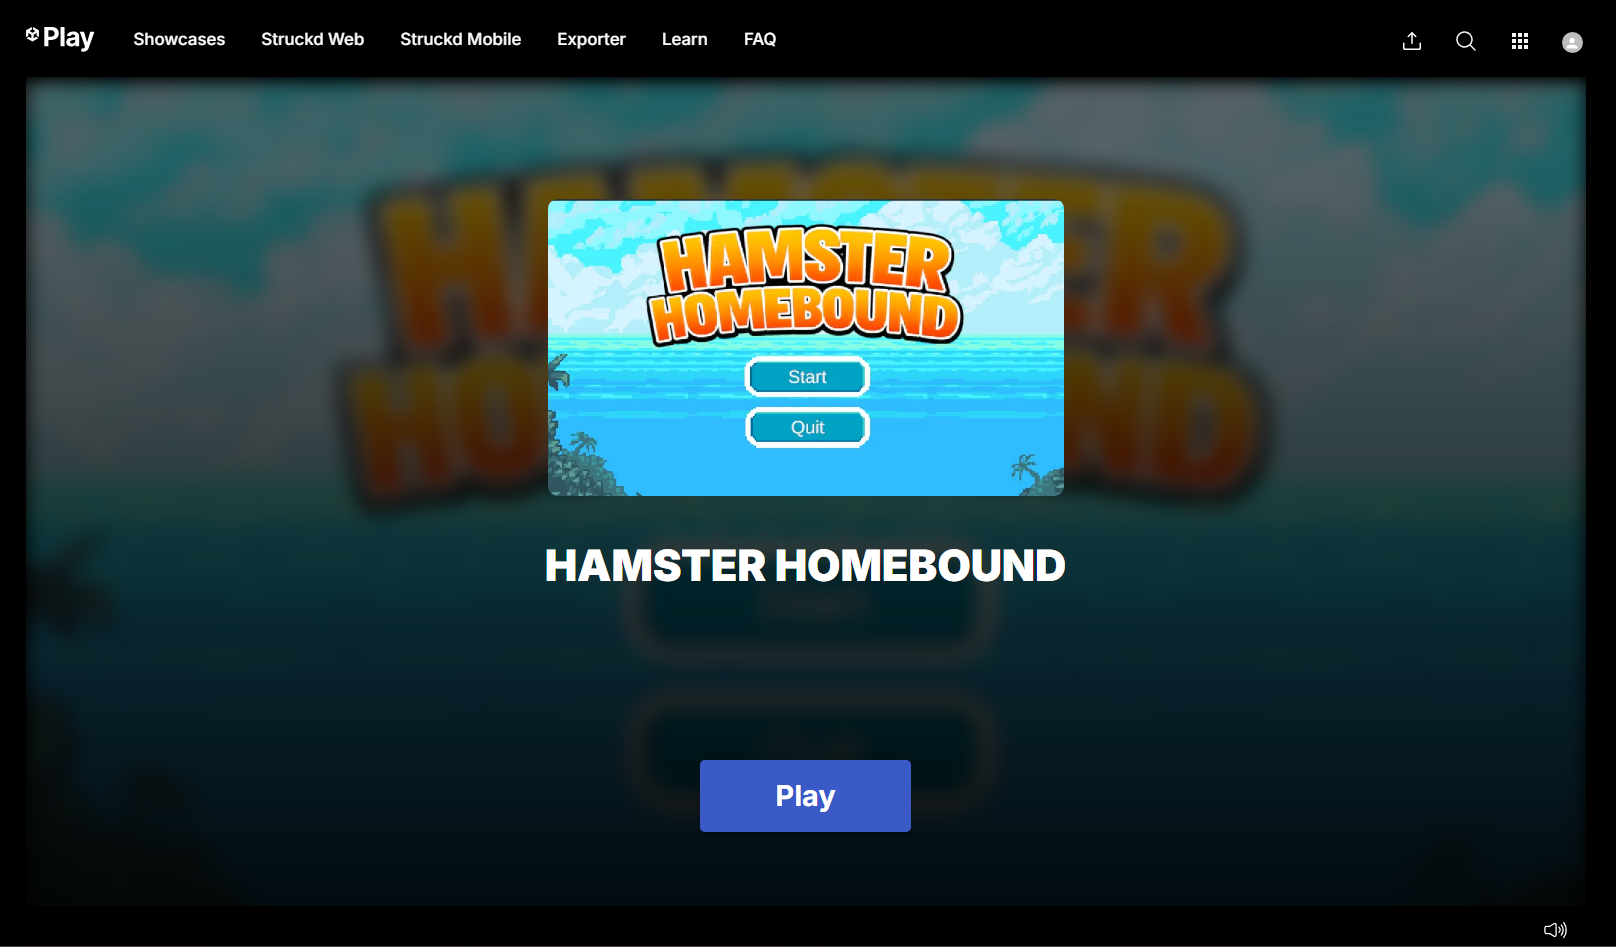 Play
Showcases
Struckd Web
Struckd Mobile
Exporter
Learn
FAQ
HAMSTER
HOMEBOUND
Start
Quit
HAMSTER HOMEBOUND
Play